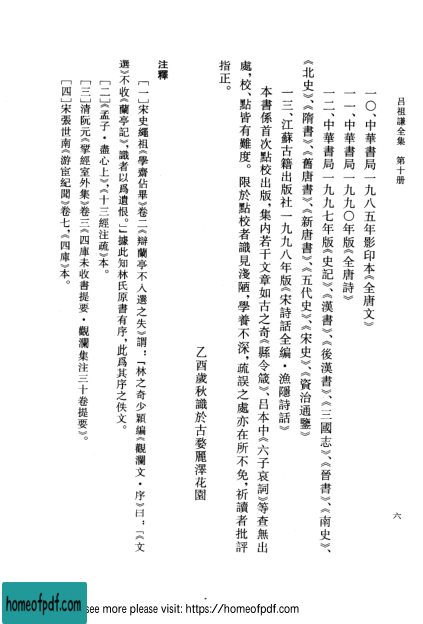 呂祖謙全集　第十册
六
一〇、中華書局一九八五年影印本《全唐文》
一一、中華書局一九九〇年版《全唐詩》
一二、中華書局一九九七年版《史記》、《漢書》、《後漢書》、《三國志》、《晉書》、《南史》、
《北史》、《隋書》、《舊唐書》、《新唐書》、《五代史》、《宋史》、《資治通鑒》
一三、江蘇古籍出版社一九九八年版《宋詩話全編·漁隱詩話》
本書係首次點校出版，集内若干文章如古之奇《縣令箴》、吕本中《六子哀詞》等查無出
處，校、點皆有難度。限於點校者識見淺陋，學養不深，疏誤之處亦在所不免，祈讀者批評
指正。
乙酉歲秋識於古婺麗澤花園
注釋
［一］宋史繩祖《學齋佔畢》卷二《辯蘭亭不入選之失》謂：「林之奇少穎編《觀瀾文·序》曰：『《文
選》不收《蘭亭記》，識者以爲遺恨。』」據此知林氏原書有序，此爲其序之佚文。
［二］《孟子·盡心上》，《十三經注疏》本。
［三］清阮元《揅經室外集》卷三《四庫未收書提要·觀瀾集注三十卷提要》。
［四］宋張世南《游宦紀聞》卷七，《四庫》本。
homeofpdf.com
see more please visit: https://homeofpdf.com